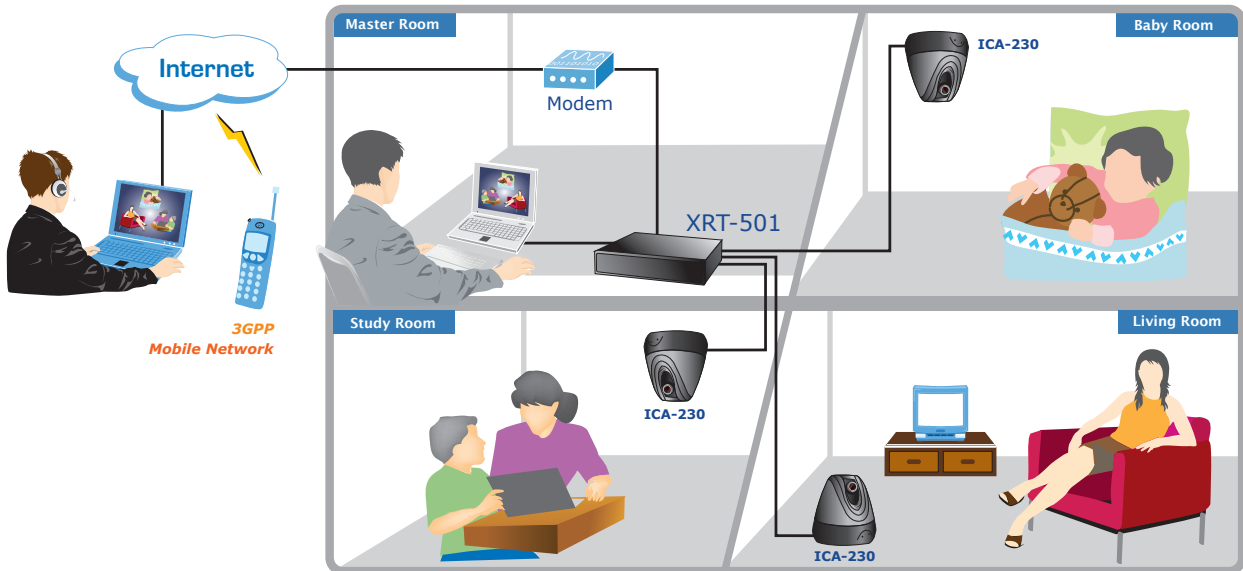 Master Room
Baby Room
ICA-230
Internet
Modem
XRT-501
3GPP
Mobile Network
Study Room
Living Room
ICA-230
ICA-230